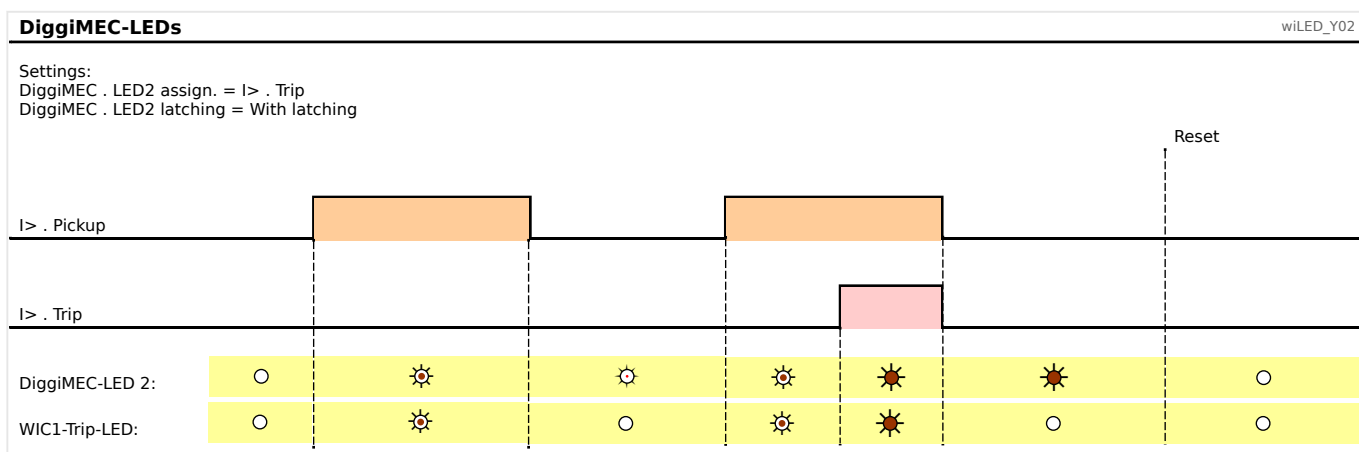 DiggiMEC-LEDs
wiLED_Y02
Settings:
DiggiMEC . LED2 assign. = I> . Trip
DiggiMEC . LED2 latching = With latching
Reset
I> . Pickup
I> . Trip
DiggiMEC-LED 2:
WIC1-Trip-LED: